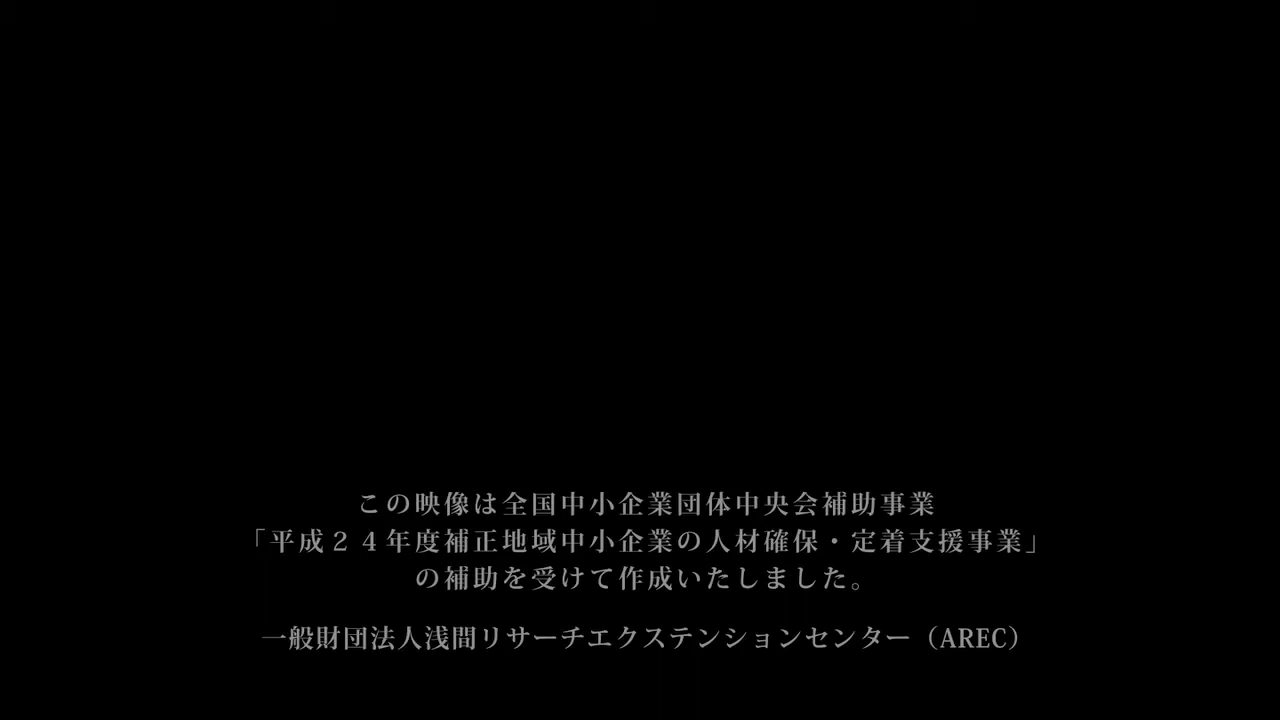 この映像は全国中小企業団体中央会補助事業
「平成２４年度補正地域中小企業の人材確保・定着支援事業」
の補助を受けて作成いたしました。
一般財団法人浅間リサーチエクステンションセンター（AREC）